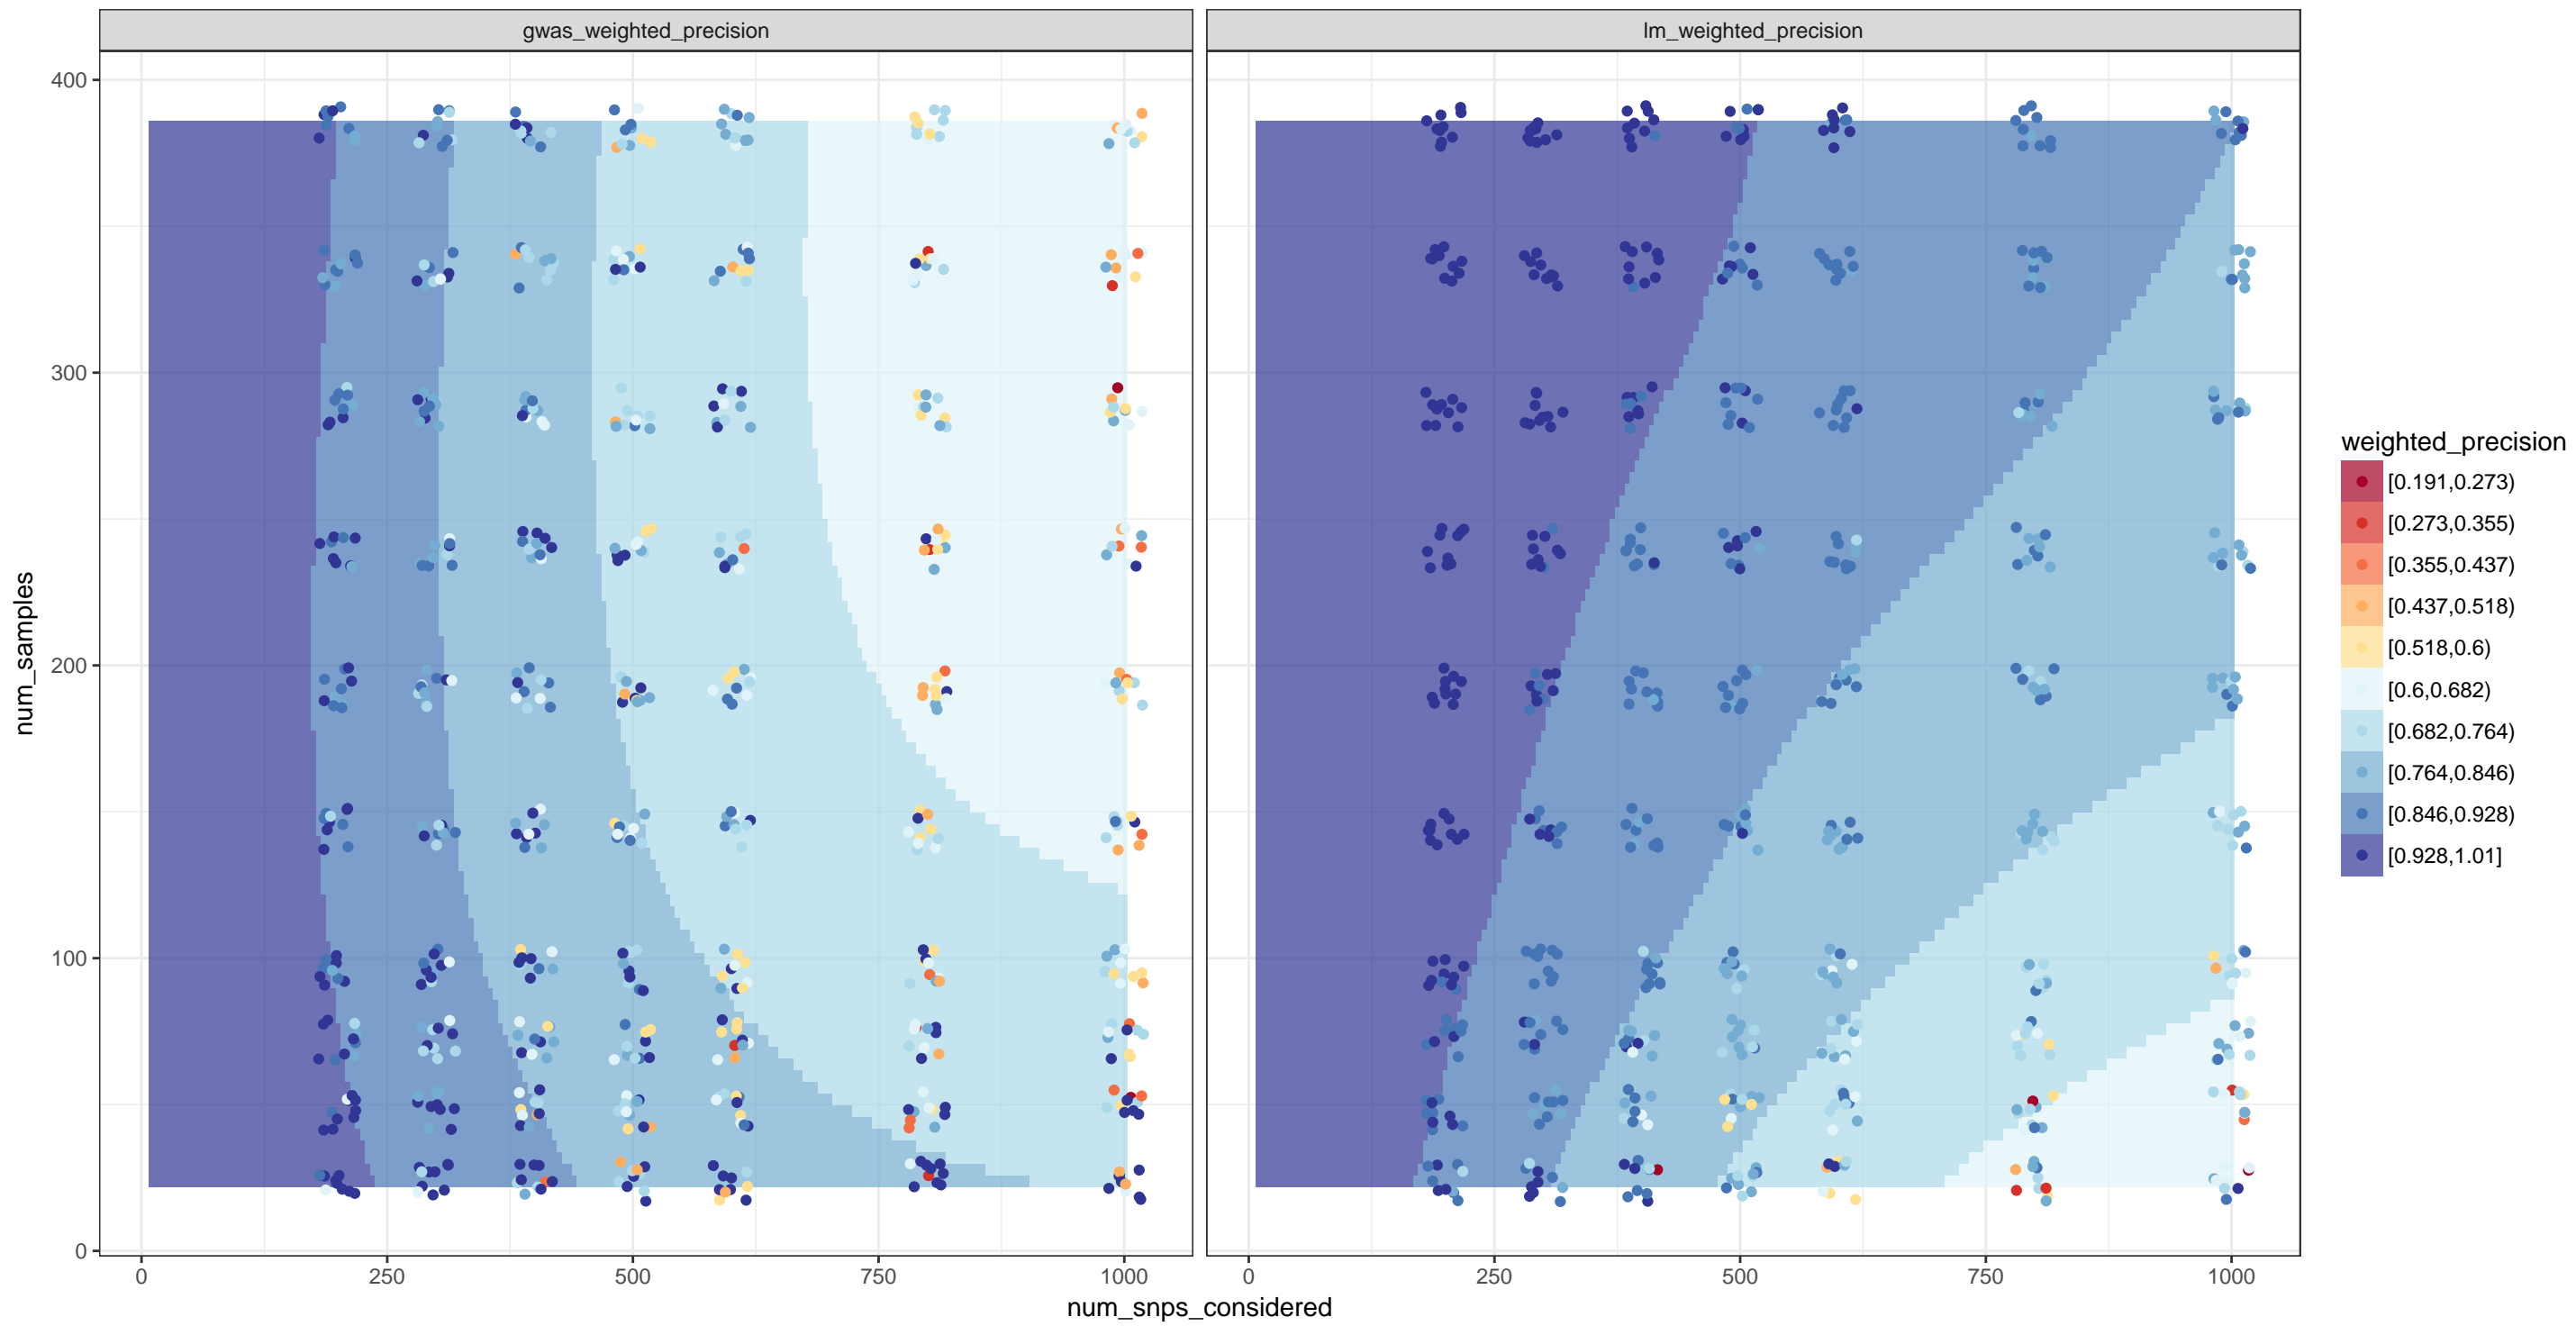 gwas_weighted_precision
lm_weighted_precision
400
300
200
100
0
num_samples
0 250 500 750 1000
0 250 500 750 1000
num_snps_considered
weighted_precision
[0.191,0.273)
[0.273,0.355)
[0.355,0.437)
[0.437,0.518)
[0.518,0.6)
[0.6,0.682)
[0.682,0.764)
[0.764,0.846)
[0.846,0.928)
[0.928,1.01]